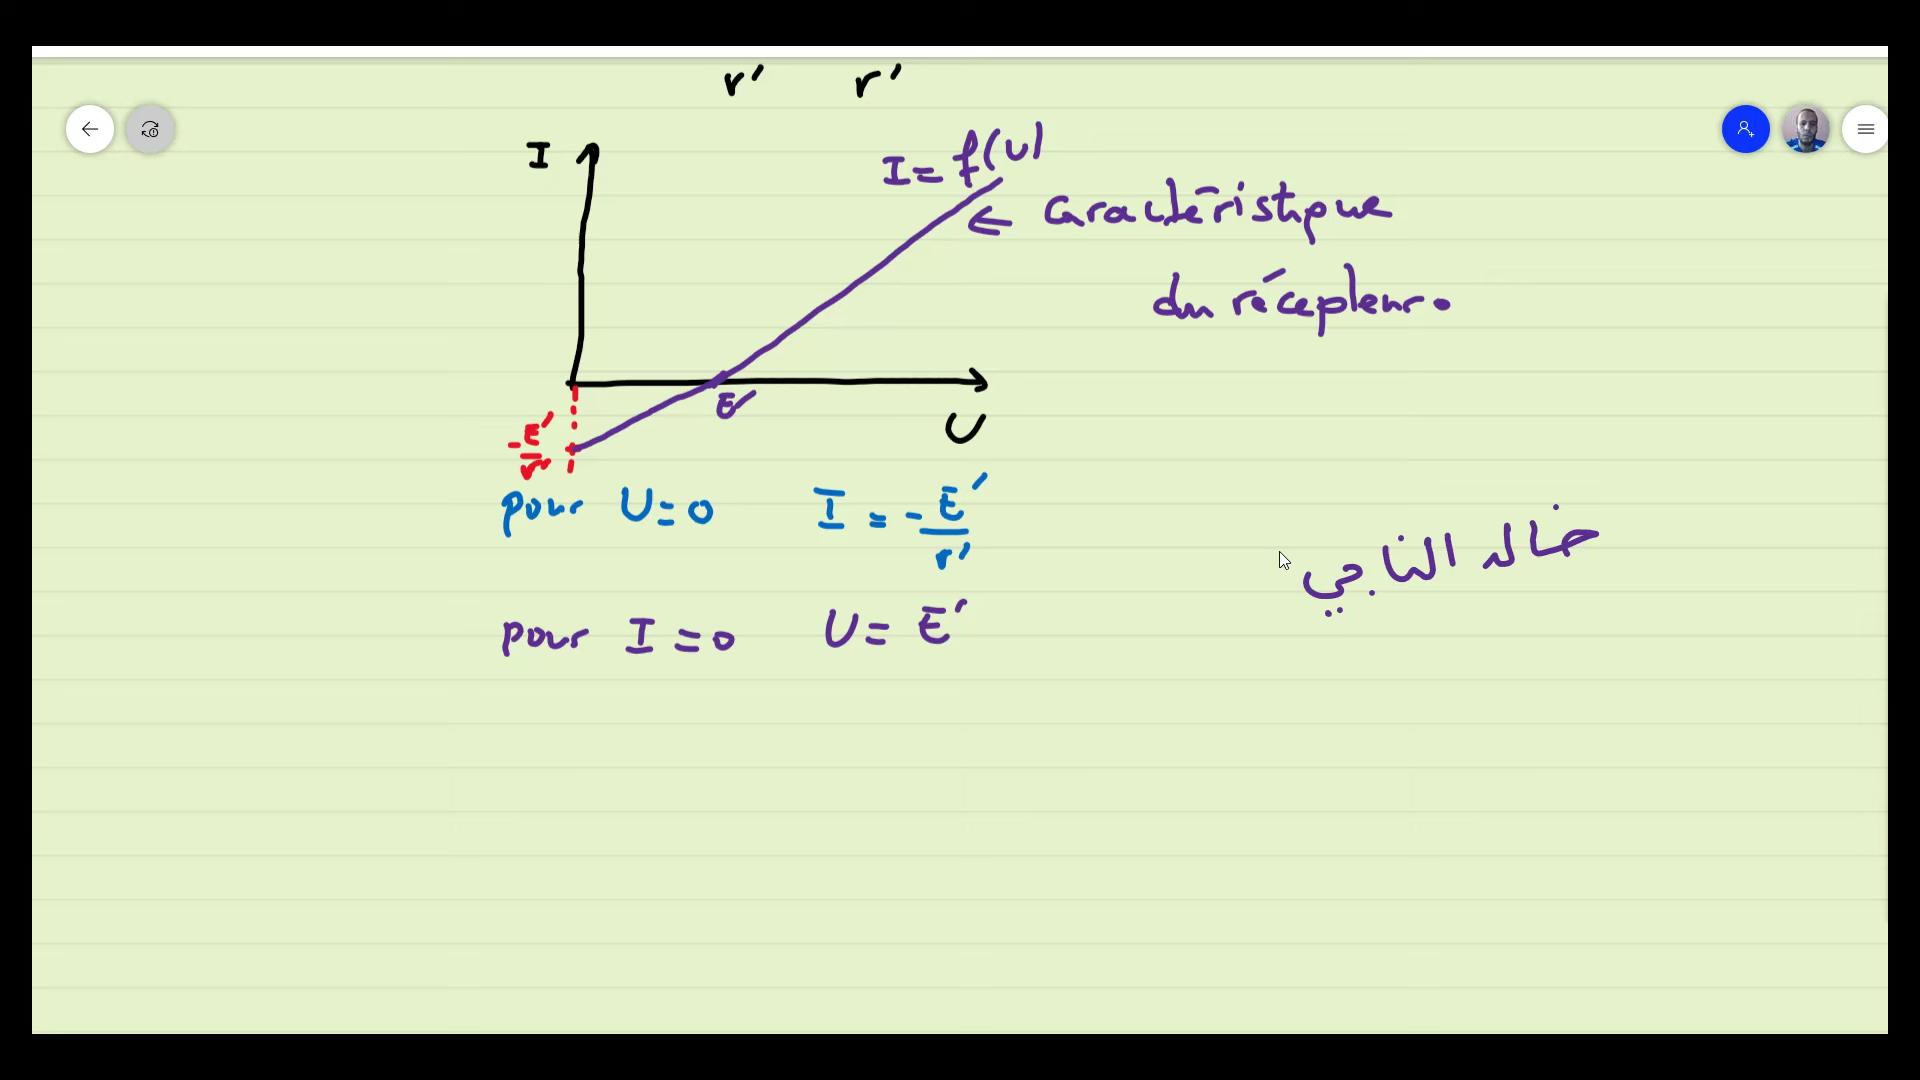 r' r'
I
I = f(U)
← Caractéristique
du récepteur.
E'
U
-E'/r'
pour U = 0 I = -E'/r'
خالد الناجي
pour I = 0 U = E'